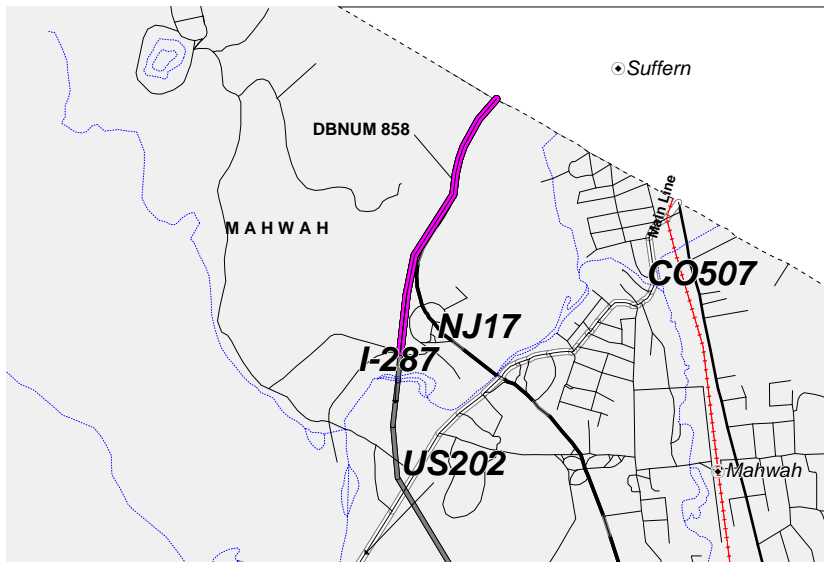 Suffern
DBNUM 858
Main Line
MAHWAH
CO507
NJ17
I-287
US202
Mahwah